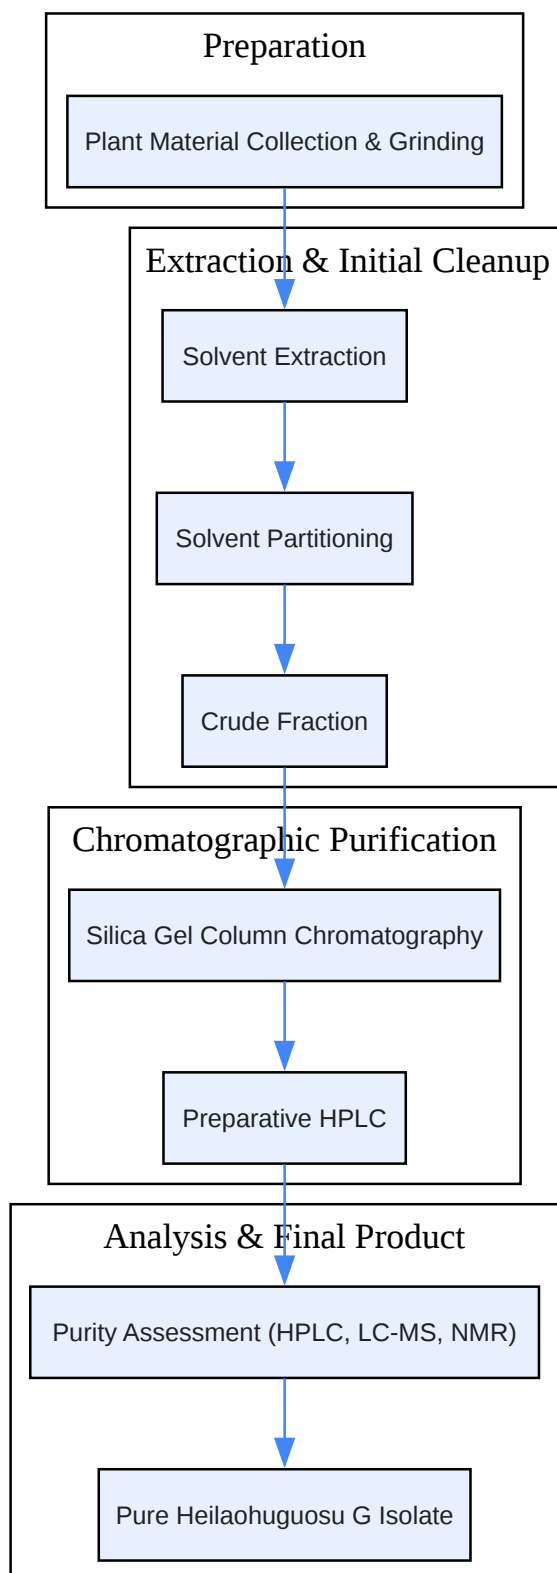 Preparation
Plant Material Collection & Grinding
Extraction & Initial Cleanup
Solvent Extraction
Solvent Partitioning
Crude Fraction
Chromatographic Purification
Silica Gel Column Chromatography
Preparative HPLC
Analysis & Final Product
Purity Assessment (HPLC, LC-MS, NMR)
Pure Heilaohuguosu G Isolate